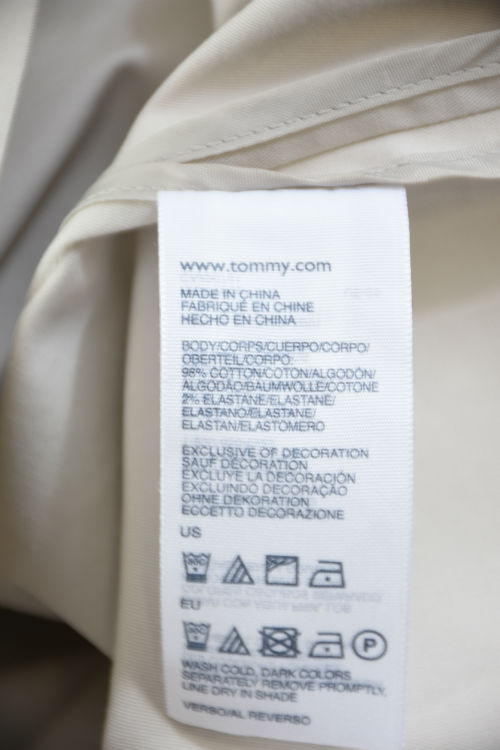 www.tommy.com
MADE IN CHINA
FABRIQUÉ EN CHINE
HECHO EN CHINA
BODY/CORPS/CUERPO/CORPO/
OBERTEIL/CORPO:
98% COTTON/COTON/ALGODÓN/
ALGODÃO/BAUMWOLLE/COTONE
2% ELASTANE/ELASTANE/
ELASTANO/ELASTANE/
ELASTAN/ELASTOMERO
EXCLUSIVE OF DECORATION
SAUF DÉCORATION
EXCLUYE LA DECORACIÓN
EXCLUINDO DECORAÇÃO
OHNE DEKORATION
ECCETTO DECORAZIONE
US
EU
P
WASH COLD, DARK COLORS
SEPARATELY REMOVE PROMPTLY.
LINE DRY IN SHADE
VERSO/AL REVERSO